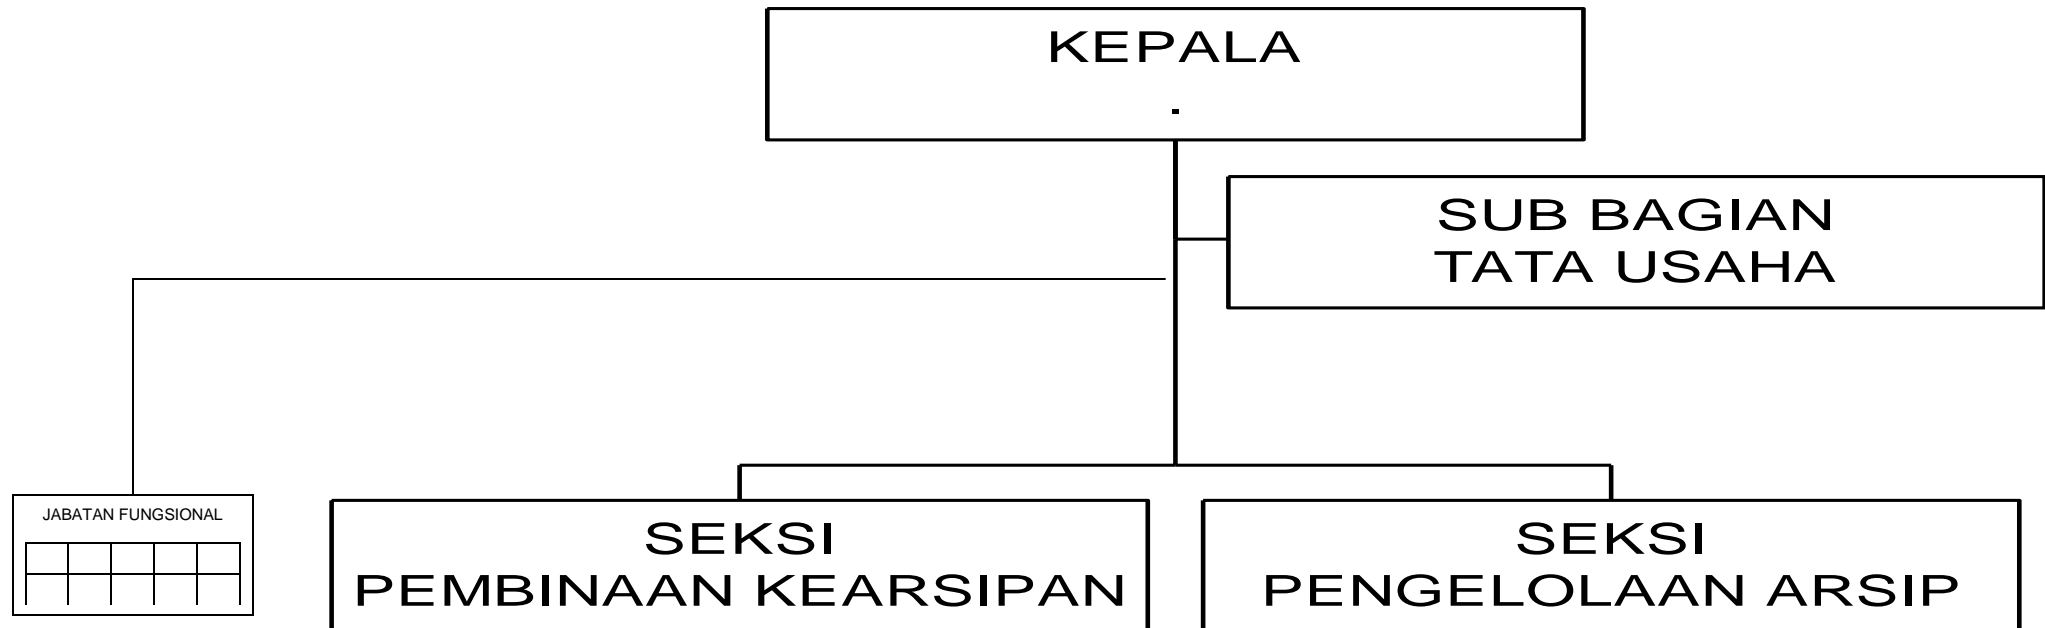 KEPALA
.
SUB BAGIAN
TATA USAHA
JABATAN FUNGSIONAL
SEKSI
PEMBINAAN KEARSIPAN
SEKSI
PENGELOLAAN ARSIP